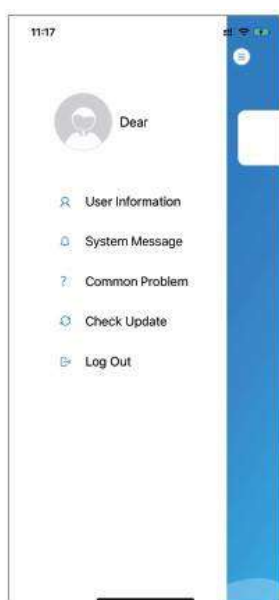 11:17
Dear
User Information
System Message
? Common Problem
Check Update
Log Out